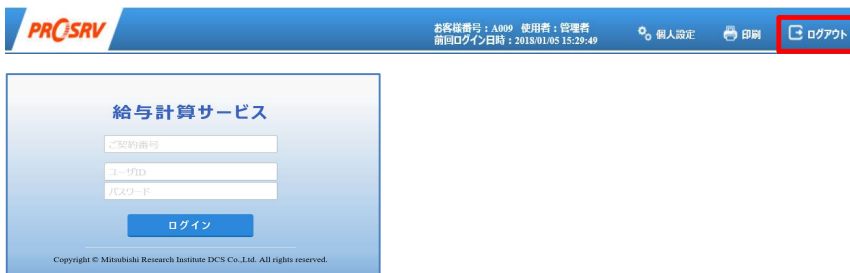 PROSRV
お客様番号:A009 使用者:管理者
前回ログイン日時:2018/01/05 15:29:49
個人設定
印刷
ログアウト
給与計算サービス
ご契約番号
ユーザID
パスワード
ログイン
Copyright © Mitsubishi Research Institute DCS Co.,Ltd. All rights reserved.